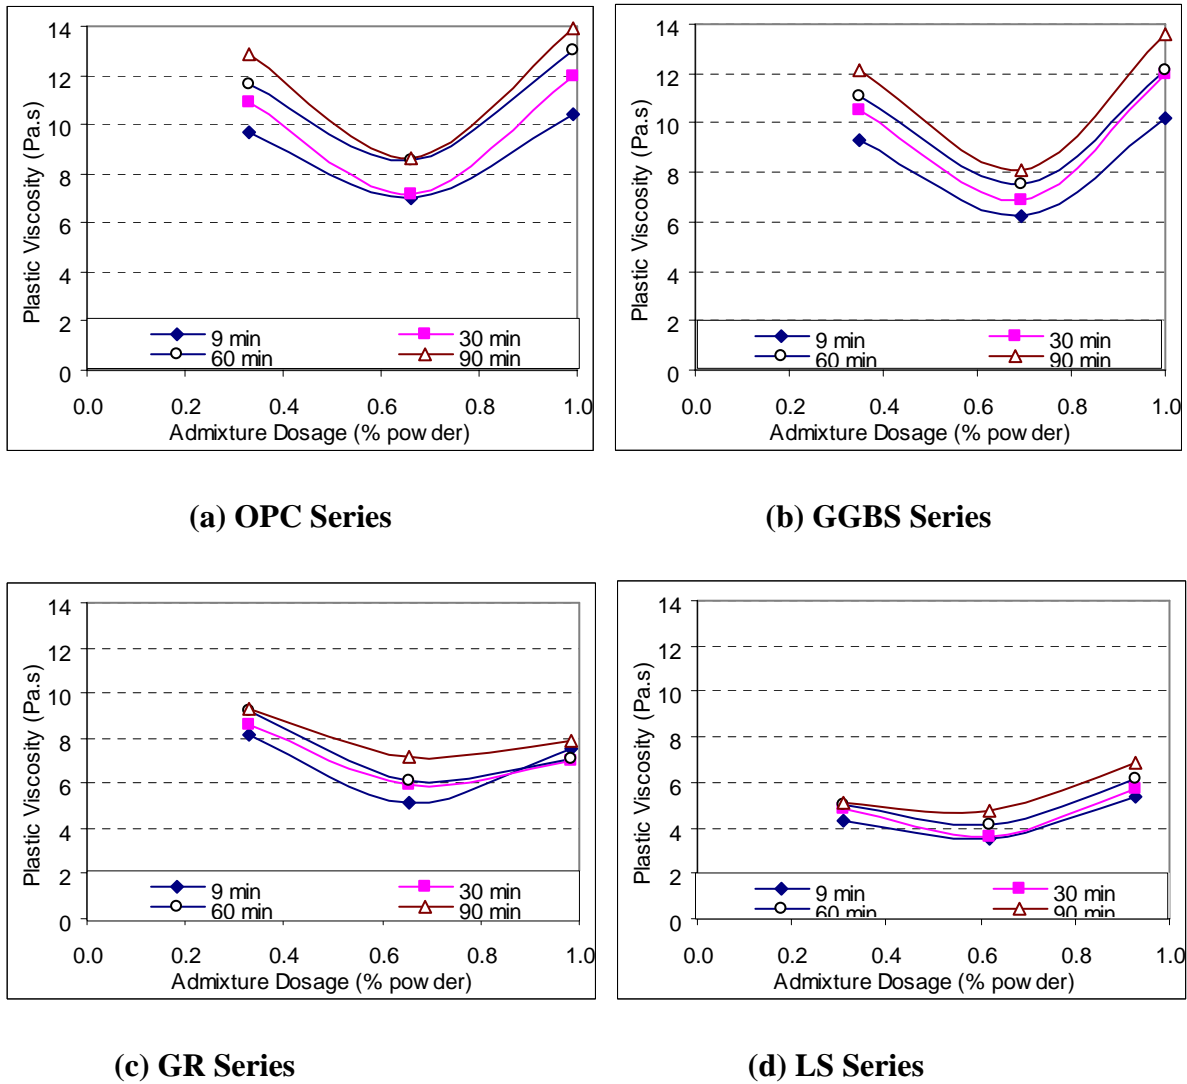 14
12
10
8
6
4
2
0
Plastic Viscosity (Pa.s)
9 min
30 min
60 min
90 min
0.0 0.2 0.4 0.6 0.8 1.0
Admixture Dosage (% pow der)
(a) OPC Series
14
12
10
8
6
4
2
0
Plastic Viscosity (Pa.s)
9 min
30 min
60 min
90 min
0.0 0.2 0.4 0.6 0.8 1.0
Admixture Dosage (% pow der)
(b) GGBS Series
14
12
10
8
6
4
2
0
Plastic Viscosity (Pa.s)
9 min
30 min
60 min
90 min
0.0 0.2 0.4 0.6 0.8 1.0
Admixture Dosage (% pow der)
(c) GR Series
14
12
10
8
6
4
2
0
Plastic Viscosity (Pa.s)
9 min
30 min
60 min
90 min
0.0 0.2 0.4 0.6 0.8 1.0
Admixture Dosage (% pow der)
(d) LS Series